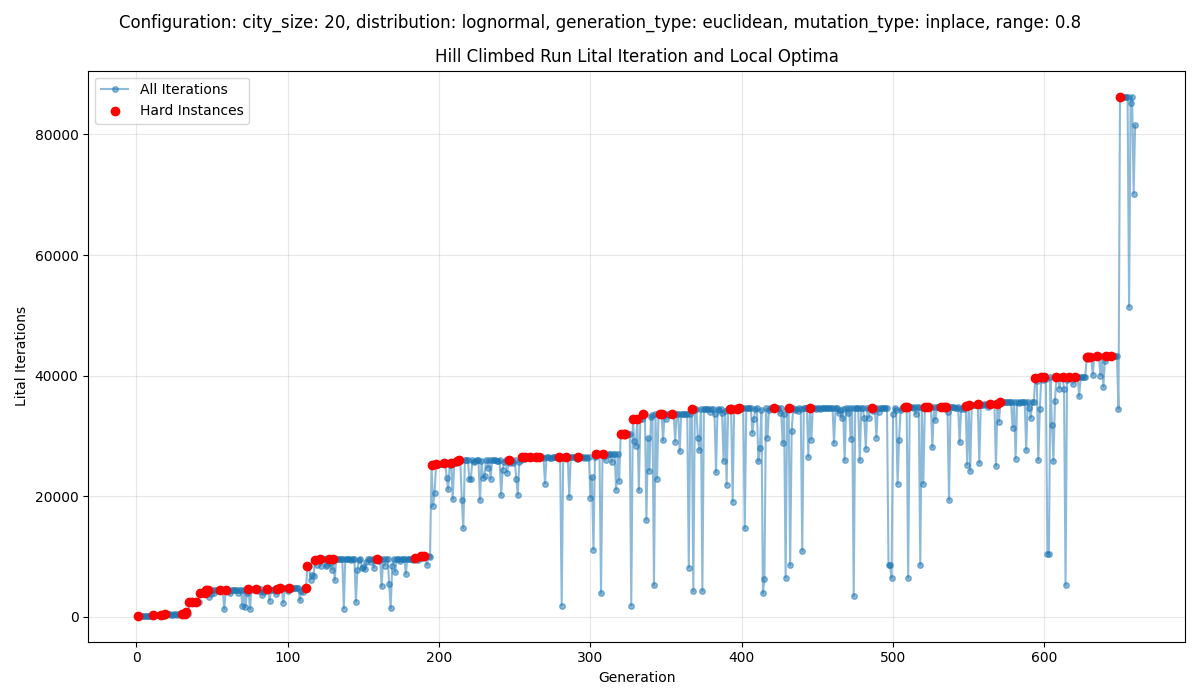 Configuration: city_size: 20, distribution: lognormal, generation_type: euclidean, mutation_type: inplace, range: 0.8
Hill Climbed Run Lital Iteration and Local Optima
All Iterations
Hard Instances
80000
60000
40000
20000
0
Lital Iterations
0 100 200 300 400 500 600
Generation